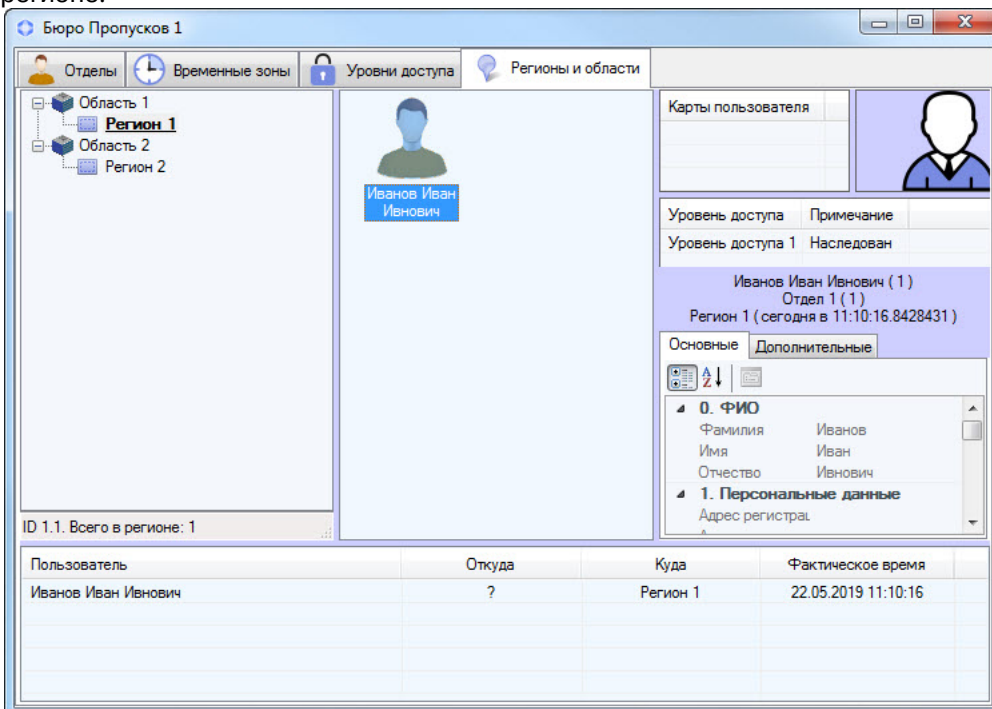 регионе.
Бюро Пропусков 1
Отделы Временные зоны Уровни доступа Регионы и области
Область 1
Регион 1
Область 2
Регион 2
ID 1.1. Всего в регионе: 1
Иванов Иван
Ивнович
Карты пользователя
Уровень доступа Примечание
Уровень доступа 1 Наследован
Иванов Иван Ивнович ( 1 )
Отдел 1 ( 1 )
Регион 1 ( сегодня в 11:10:16.8428431 )
Основные Дополнительные
0. ФИО
Фамилия Иванов
Имя Иван
Отчество Ивнович
1. Персональные данные
Адрес регистрац
Пользователь Откуда Куда Фактическое время
Иванов Иван Ивнович ? Регион 1 22.05.2019 11:10:16